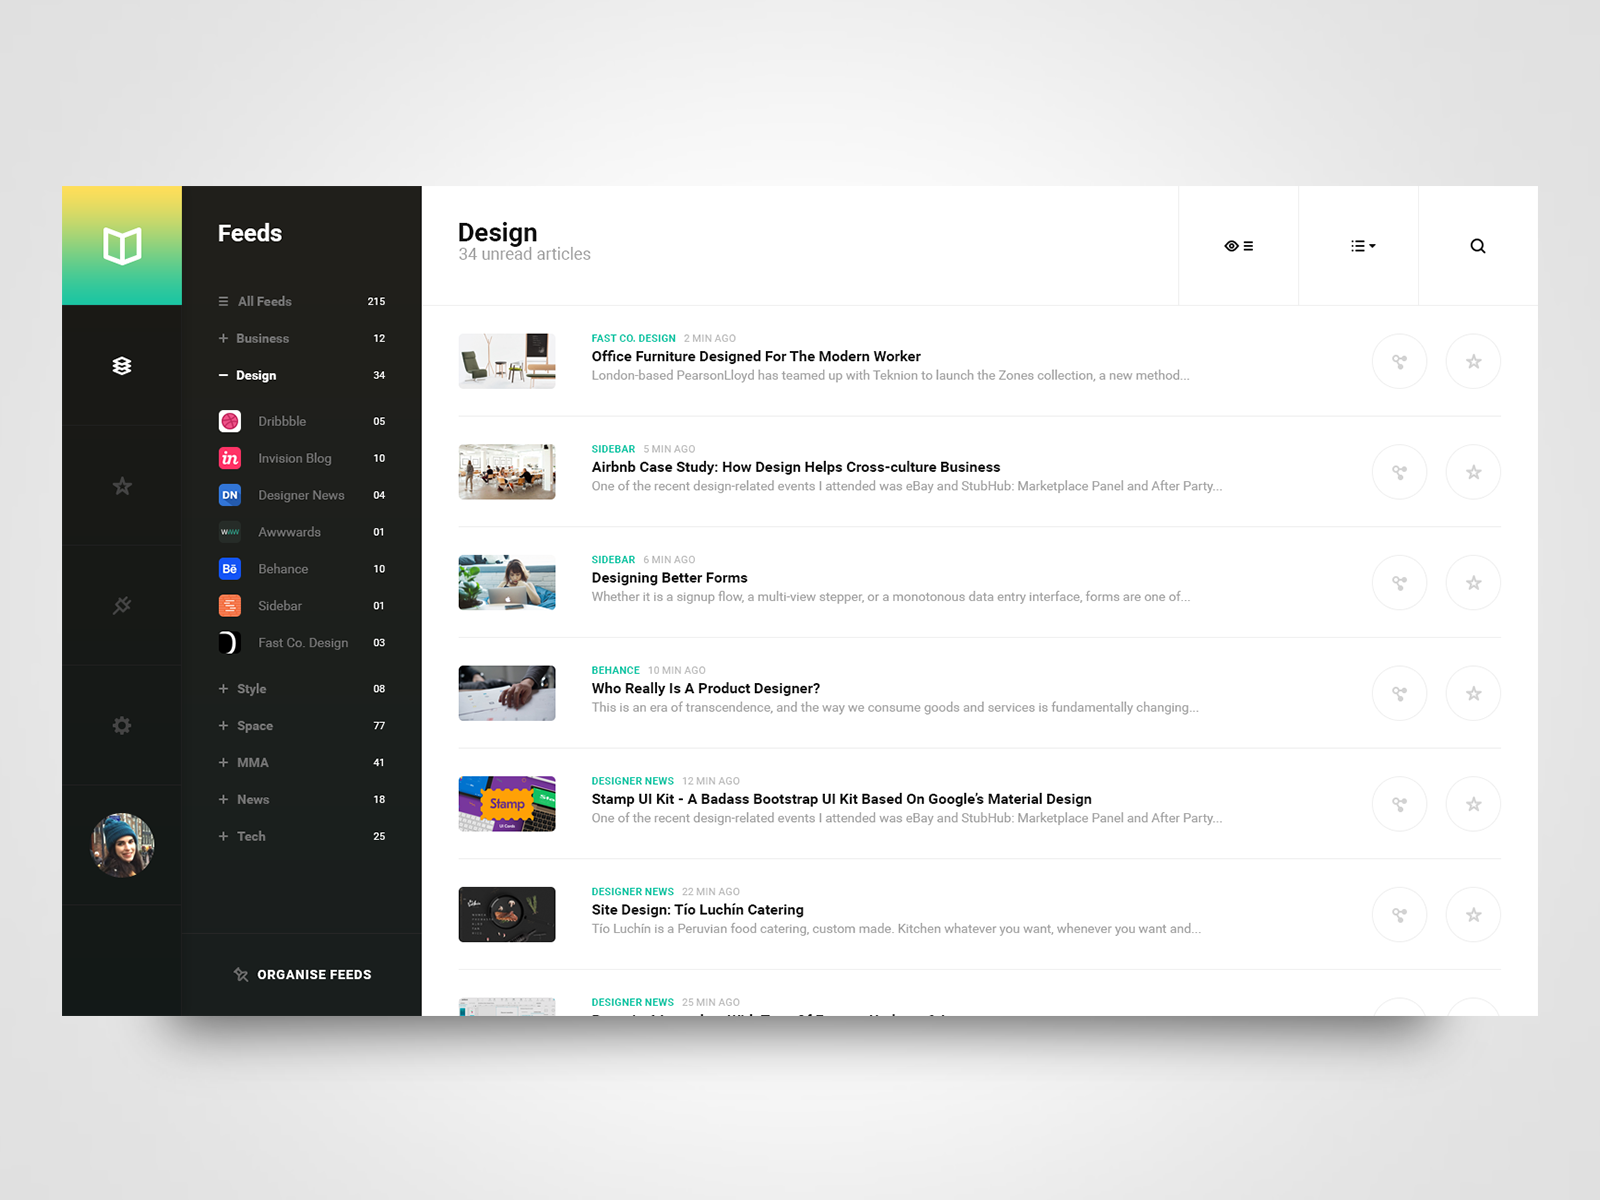 Feeds
All Feeds 215
Business 12
Design 34
Dribbble 05
in Invision Blog 10
DN Designer News 04
Awwwards 01
Bē Behance 10
Sidebar 01
Fast Co. Design 03
Style 08
Space 77
MMA 41
News 18
Tech 25
ORGANISE FEEDS
Design
34 unread articles
FAST CO. DESIGN 2 MIN AGO
Office Furniture Designed For The Modern Worker
London-based PearsonLloyd has teamed up with Teknion to launch the Zones collection, a new method...
SIDEBAR 5 MIN AGO
Airbnb Case Study: How Design Helps Cross-culture Business
One of the recent design-related events I attended was eBay and StubHub: Marketplace Panel and After Party...
SIDEBAR 6 MIN AGO
Designing Better Forms
Whether it is a signup flow, a multi-view stepper, or a monotonous data entry interface, forms are one of...
BEHANCE 10 MIN AGO
Who Really Is A Product Designer?
This is an era of transcendence, and the way we consume goods and services is fundamentally changing...
Stamp
UI Cards
DESIGNER NEWS 12 MIN AGO
Stamp UI Kit - A Badass Bootstrap UI Kit Based On Google's Material Design
One of the recent design-related events I attended was eBay and StubHub: Marketplace Panel and After Party...
DESIGNER NEWS 22 MIN AGO
Site Design: Tío Luchín Catering
Tío Luchín is a Peruvian food catering, custom made. Kitchen whatever you want, whenever you want and...
DESIGNER NEWS 25 MIN AGO